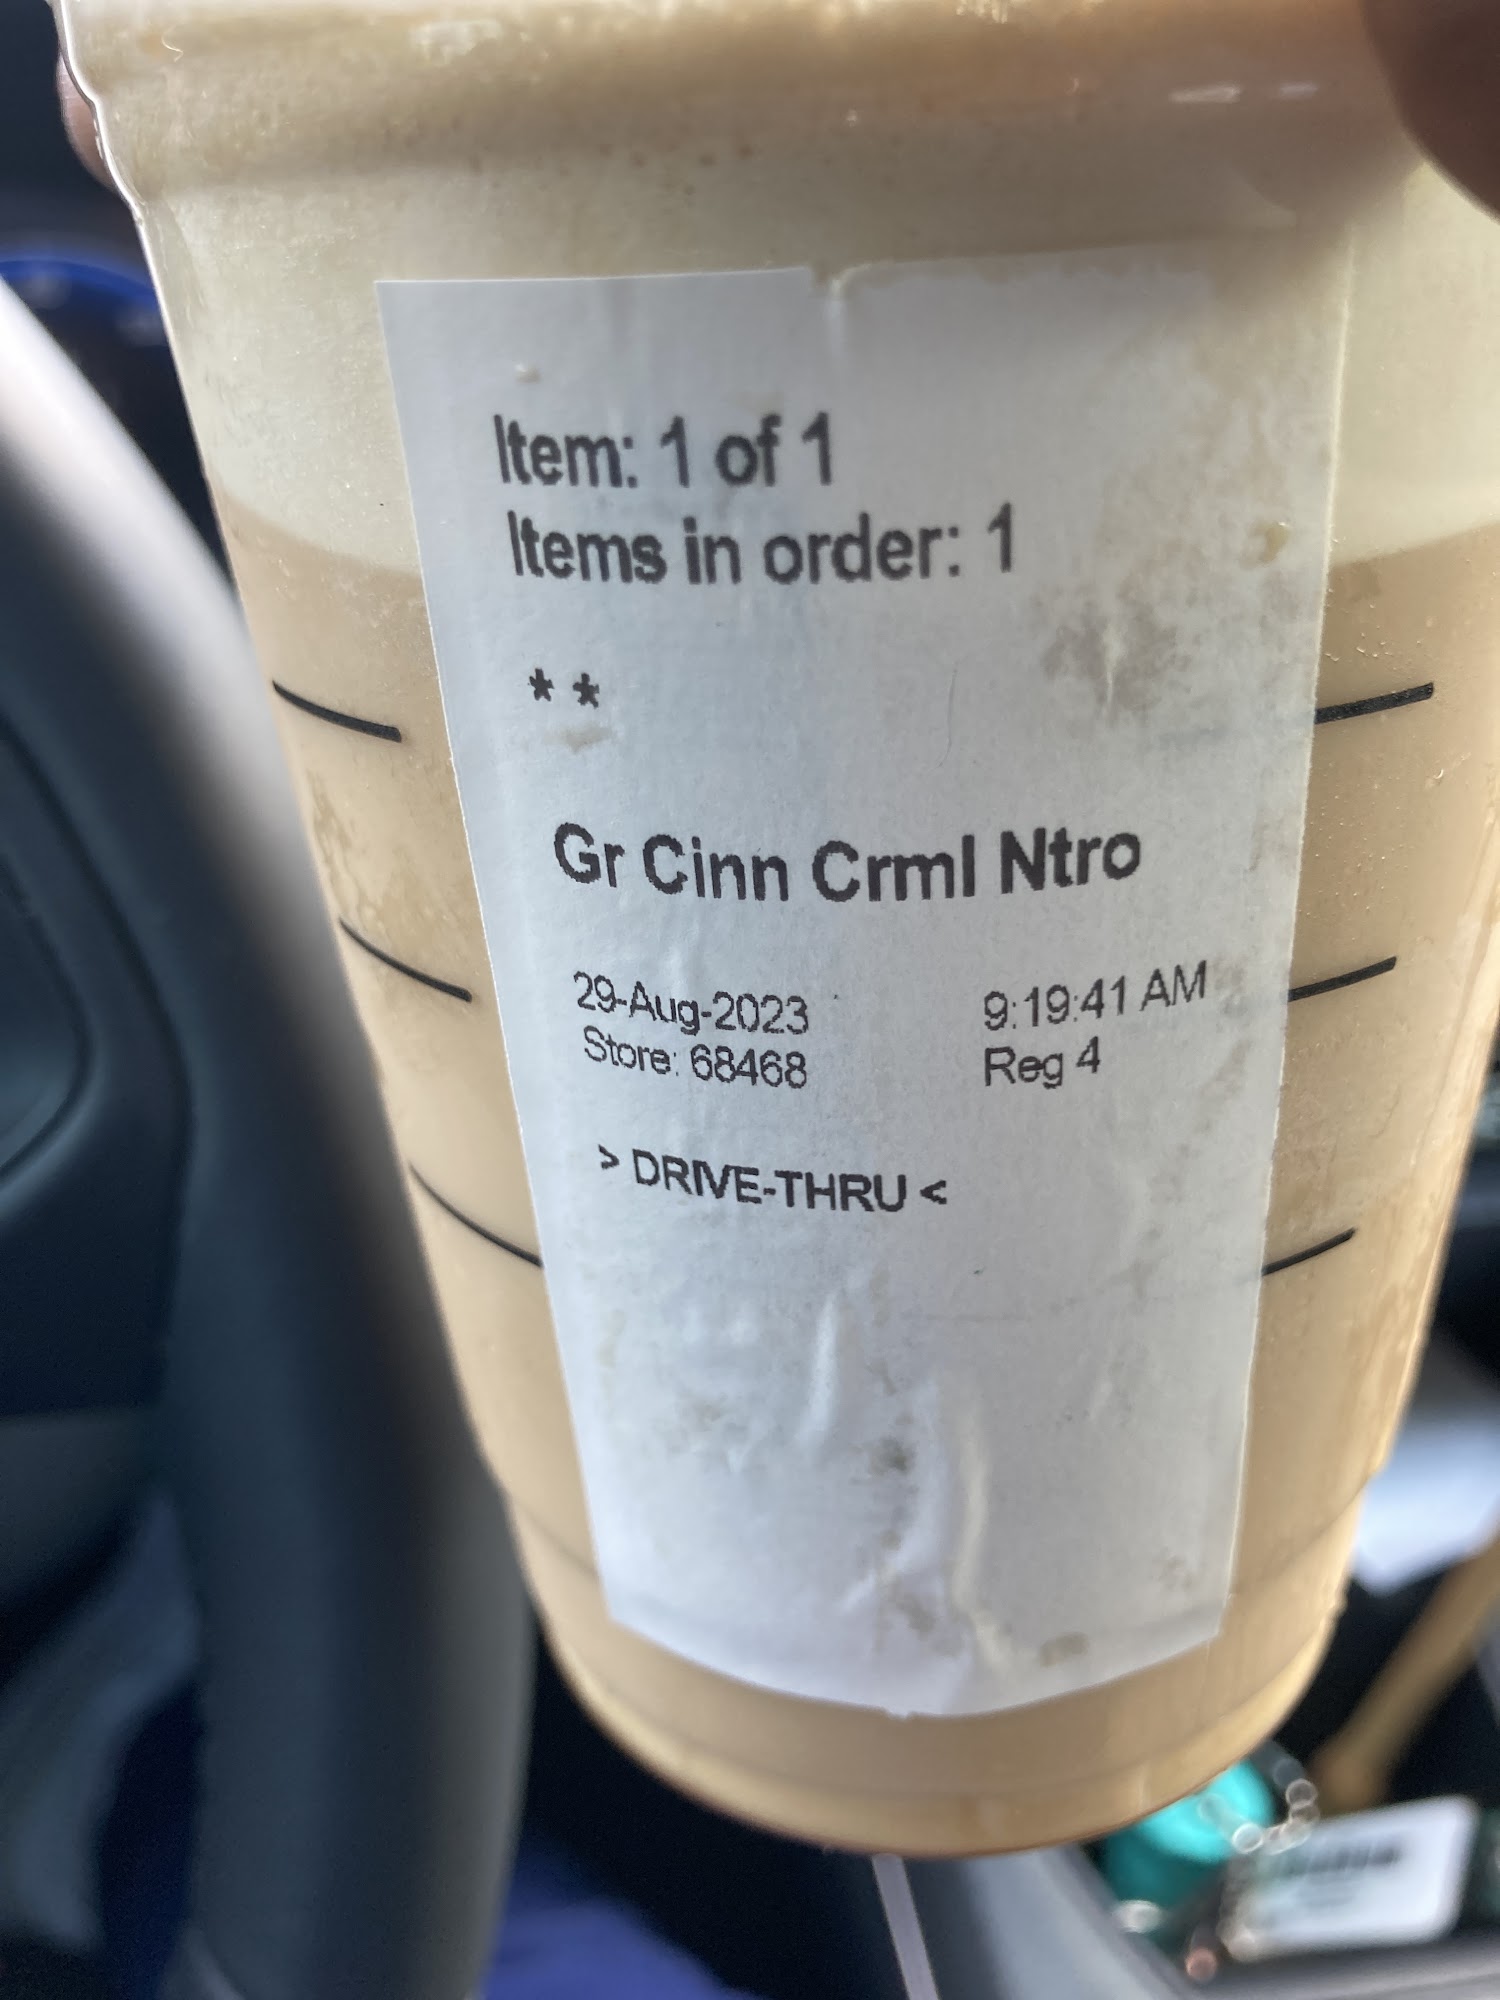 Item: 1 of 1
Items in order: 1
* *
Gr Cinn Crml Ntro
29-Aug-2023 9:19:41 AM
Store: 68468 Reg 4
> DRIVE-THRU <